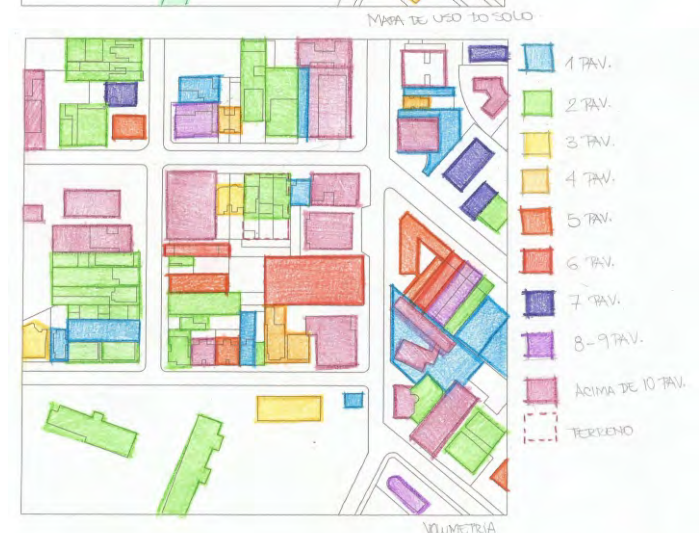 MAPA DE USO DO SOLO
1 PAV.
2 PAV.
3 PAV.
4 PAV.
5 PAV.
6 PAV.
7 PAV.
8-9 PAV.
ACIMA DE 10 PAV.
TERRENO
VOLUMETRIA